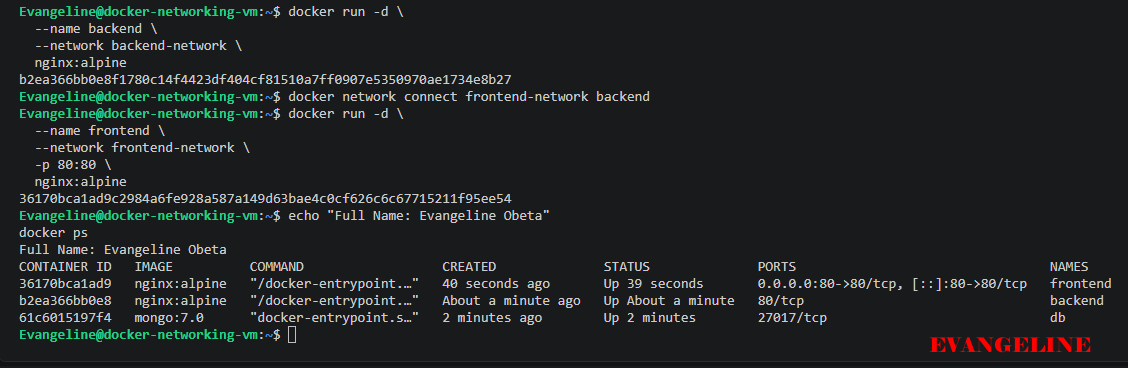 Evangeline@docker-networking-vm:~$ docker run -d \
  --name backend \
  --network backend-network \
  nginx:alpine
b2ea366bb0e8f1780c14f4423df404cf81510a7ff0907e5350970ae1734e8b27
Evangeline@docker-networking-vm:~$ docker network connect frontend-network backend
Evangeline@docker-networking-vm:~$ docker run -d \
  --name frontend \
  --network frontend-network \
  -p 80:80 \
  nginx:alpine
36170bca1ad9c2984a6fe928a587a149d63bae4c0cf626c6c67715211f95ee54
Evangeline@docker-networking-vm:~$ echo "Full Name: Evangeline Obeta"
docker ps
Full Name: Evangeline Obeta
CONTAINER ID   IMAGE          COMMAND                  CREATED              STATUS              PORTS                                 NAMES
36170bca1ad9   nginx:alpine   "/docker-entrypoint.…"   40 seconds ago       Up 39 seconds       0.0.0.0:80->80/tcp, [::]:80->80/tcp   frontend
b2ea366bb0e8   nginx:alpine   "/docker-entrypoint.…"   About a minute ago   Up About a minute   80/tcp                                backend
61c6015197f4   mongo:7.0      "docker-entrypoint.s…"   2 minutes ago        Up 2 minutes        27017/tcp                             db
Evangeline@docker-networking-vm:~$
EVANGELINE